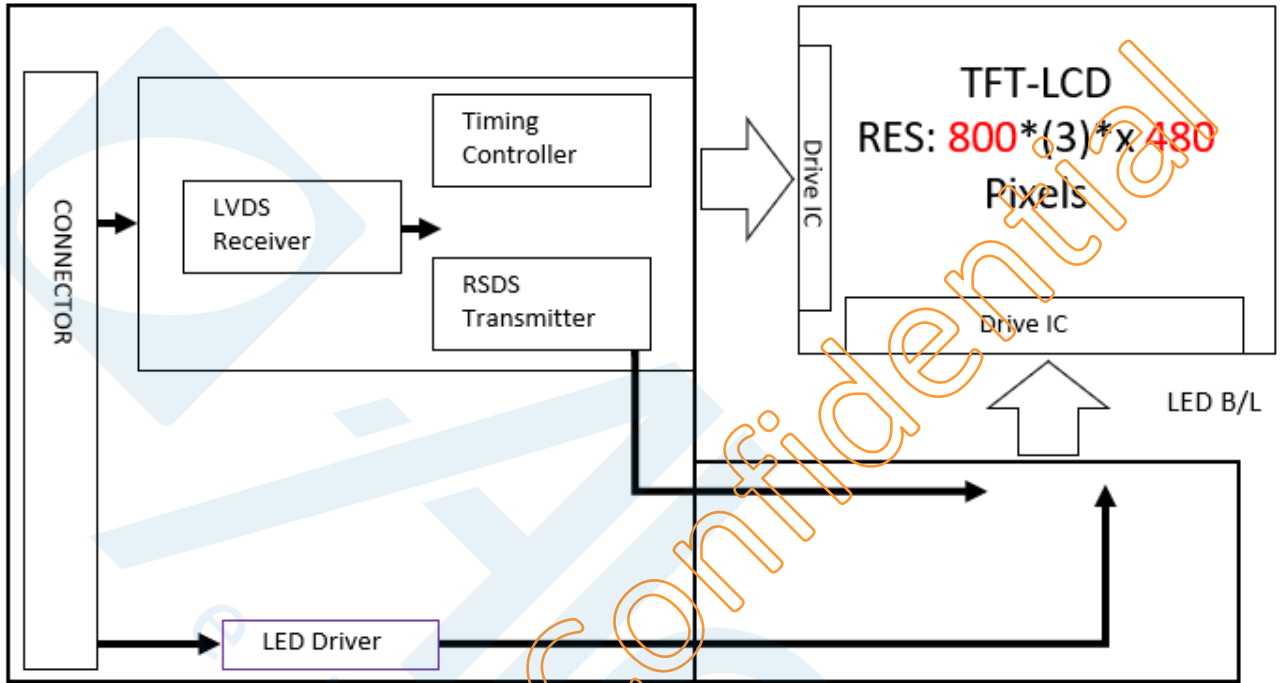 CONNECTOR
LVDS
Receiver
Timing
Controller
RSDS
Transmitter
LED Driver
Drive IC
TFT-LCD
RES: 800*(3)*x 480
Pixels
Drive IC
LED B/L
Confidential
®